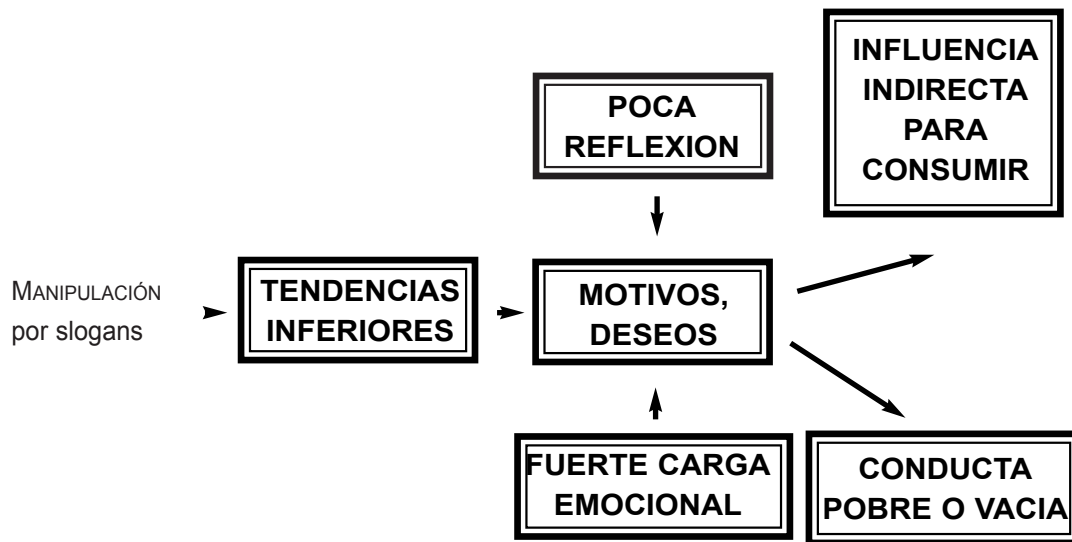 INFLUENCIA
INDIRECTA
PARA
CONSUMIR
POCA
REFLEXION
MANIPULACIÓN
por slogans
TENDENCIAS
INFERIORES
MOTIVOS,
DESEOS
FUERTE CARGA
EMOCIONAL
CONDUCTA
POBRE O VACIA